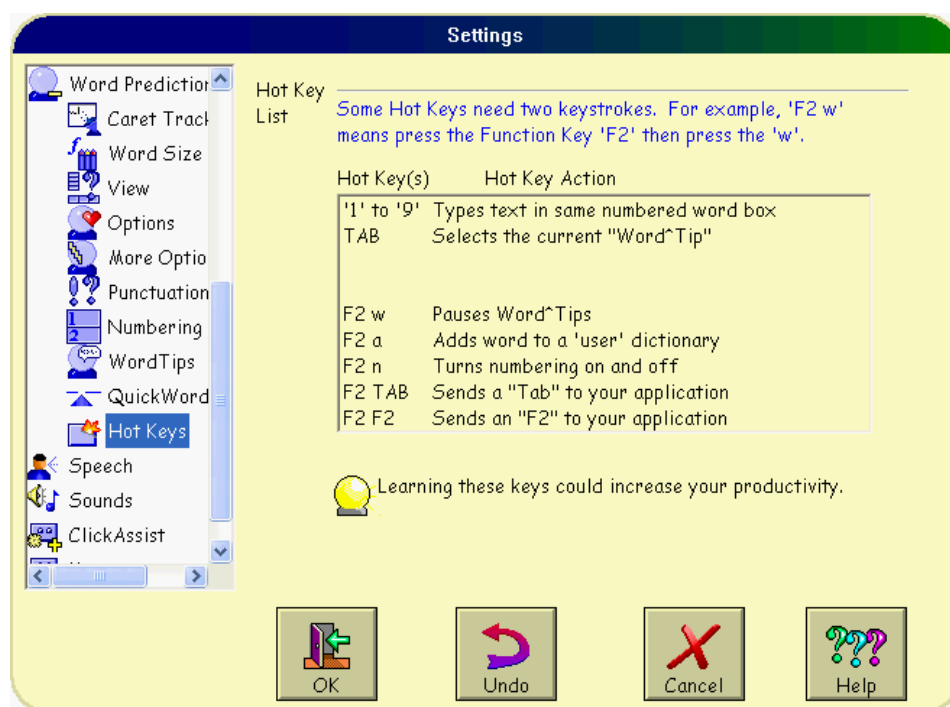 Settings
Word Prediction
Caret Track
Word Size
View
Options
More Optio
Punctuation
Numbering
WordTips
QuickWord
Hot Keys
Speech
Sounds
ClickAssist
Hot Key
List
Some Hot Keys need two keystrokes. For example, 'F2 w'
means press the Function Key 'F2' then press the 'w'.
Hot Key(s) Hot Key Action
'1' to '9' Types text in same numbered word box
TAB Selects the current "Word^Tip"
F2 w Pauses Word^Tips
F2 a Adds word to a 'user' dictionary
F2 n Turns numbering on and off
F2 TAB Sends a "Tab" to your application
F2 F2 Sends an "F2" to your application
Learning these keys could increase your productivity.
OK
Undo
Cancel
Help